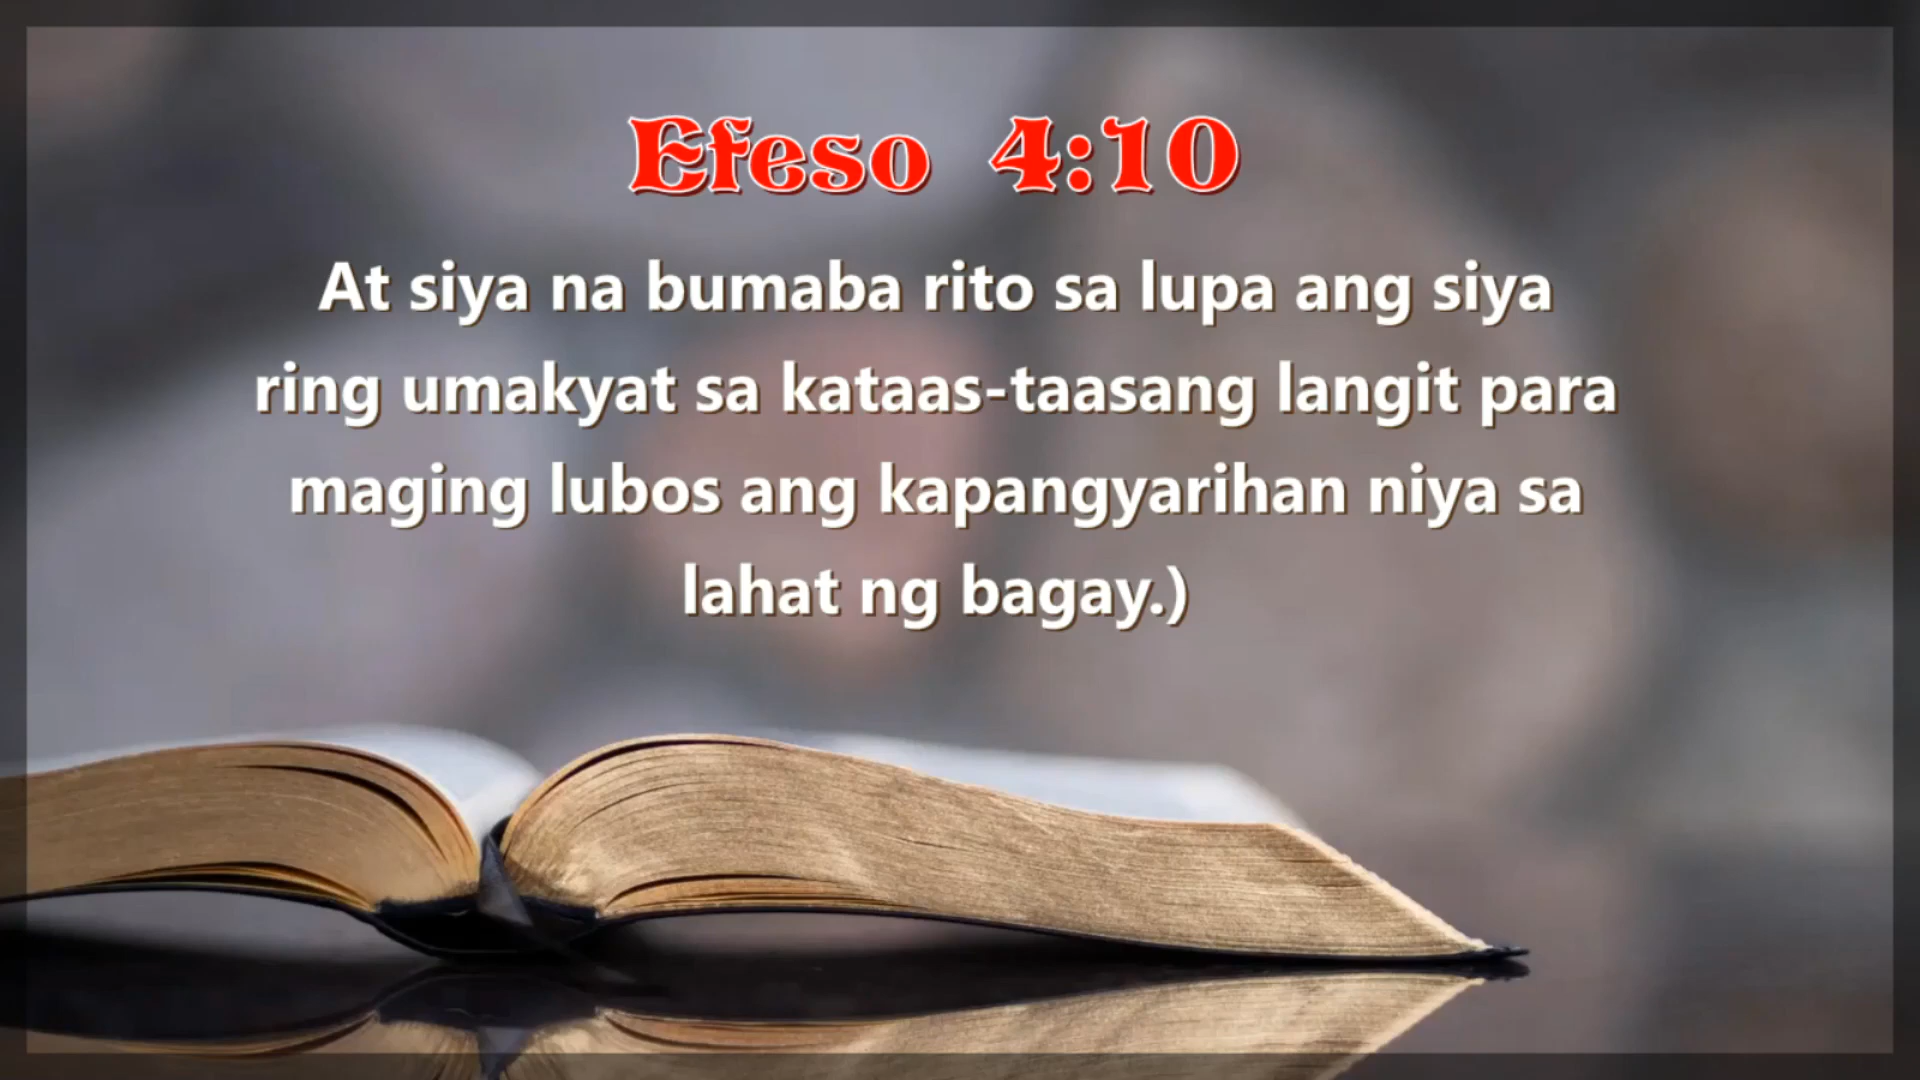 Efeso 4:10
At siya na bumaba rito sa lupa ang siya
ring umakyat sa kataas-taasang langit para
maging lubos ang kapangyarihan niya sa
lahat ng bagay.)